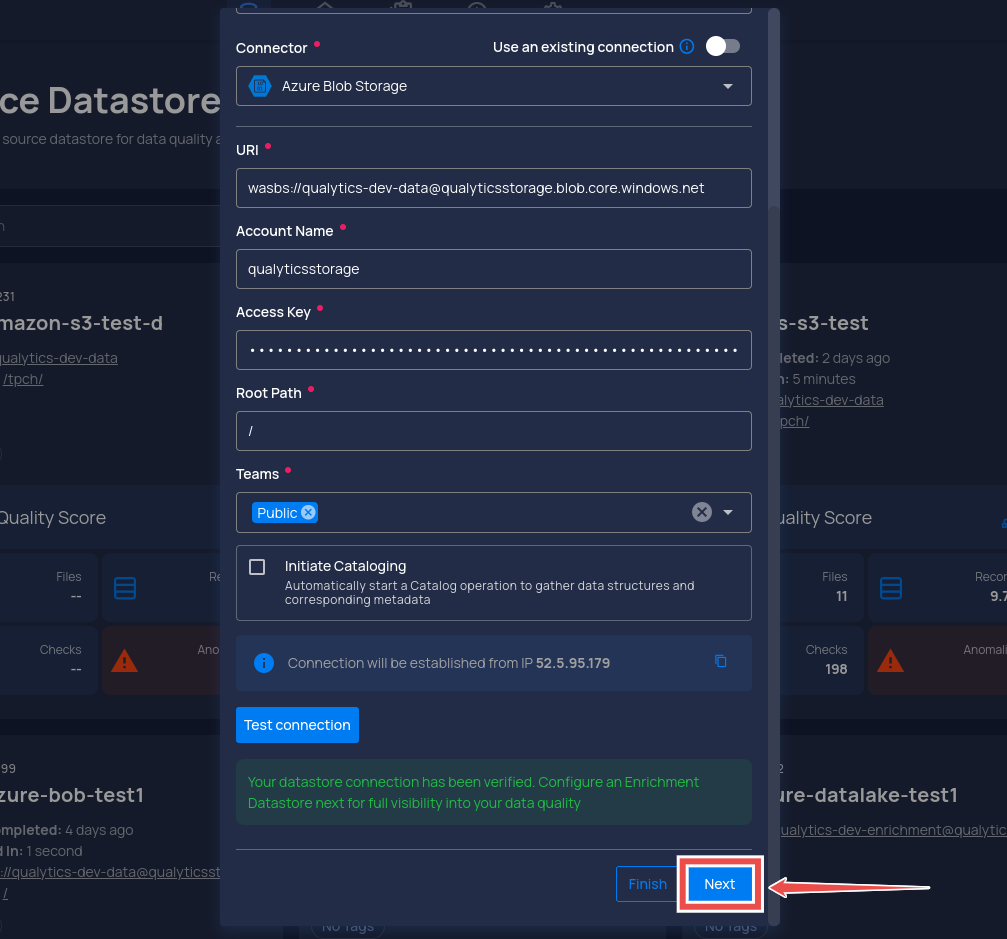 Connector
Use an existing connection
Azure Blob Storage
URI
wasbs://qualytics-dev-data@qualyticsstorage.blob.core.windows.net
Account Name
qualyticsstorage
Access Key
••••••••••••••••••••••••••••••••••••••••••••••••••••
Root Path
/
Teams
Public
Initiate Cataloging
Automatically start a Catalog operation to gather data structures and
corresponding metadata
Connection will be established from IP 52.5.95.179
Test connection
Your datastore connection has been verified. Configure an Enrichment
Datastore next for full visibility into your data quality
Finish
Next
ce Datastore
source datastore for data quality a
231
mazon-s3-test-d
qualytics-dev-data
/tpch/
Quality Score
Files
--
Re
Checks
--
Ano
99
zure-bob-test1
mpleted: 4 days ago
d In: 1 second
://qualytics-dev-data@qualyticsst
/
No Tags
s-s3-test
leted: 2 days ago
n: 5 minutes
alytics-dev-data
pch/
uality Score
Files
11
Recor
9.7
Checks
198
Anomali
2
ure-datalake-test1
ualytics-dev-enrichment@qualytic
No Tags